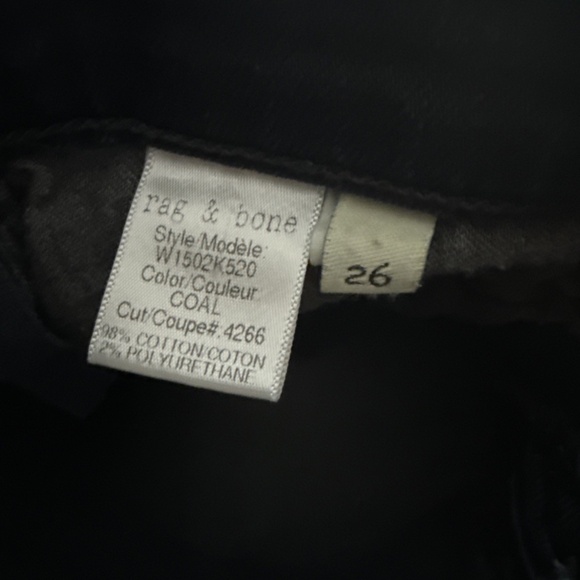 rag & bone
Style/Modèle:
W1502K520
Color/Couleur
COAL
Cut/Coupe#:4266
98% COTTON/COTON
2% POLYURETHANE
26